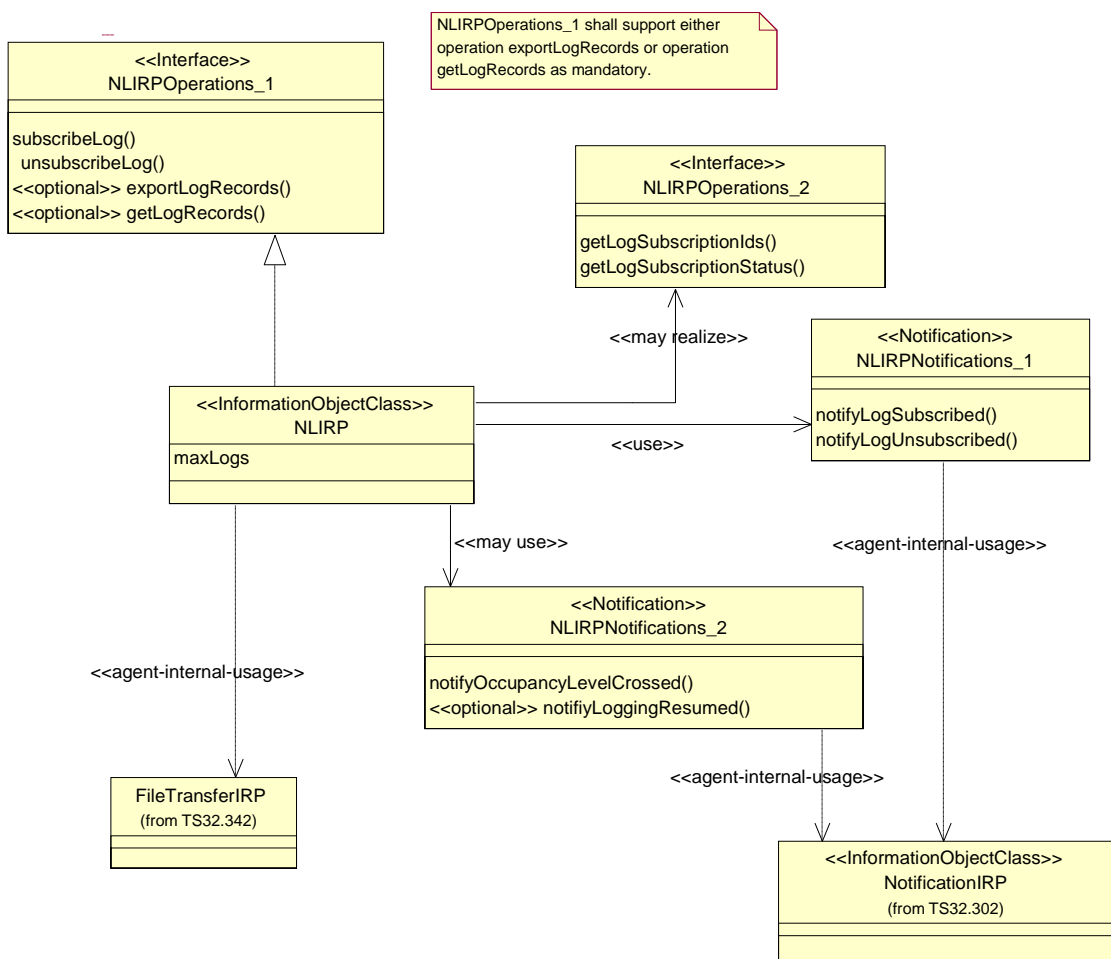 NLIRPOperations_1 shall support either
operation exportLogRecords or operation
getLogRecords as mandatory.
<<Interface>>
NLIRPOperations_1
subscribeLog()
unsubscribeLog()
<<optional>> exportLogRecords()
<<optional>> getLogRecords()
<<Interface>>
NLIRPOperations_2
getLogSubscriptionIds()
getLogSubscriptionStatus()
<<may realize>>
<<Notification>>
NLIRPNotifications_1
notifyLogSubscribed()
notifyLogUnsubscribed()
<<InformationObjectClass>>
NLIRP
maxLogs
<<use>>
<<may use>>
<<agent-internal-usage>>
<<Notification>>
NLIRPNotifications_2
notifyOccupancyLevelCrossed()
<<optional>> notifiyLoggingResumed()
<<agent-internal-usage>>
<<agent-internal-usage>>
FileTransferIRP
(from TS32.342)
<<InformationObjectClass>>
NotificationIRP
(from TS32.302)